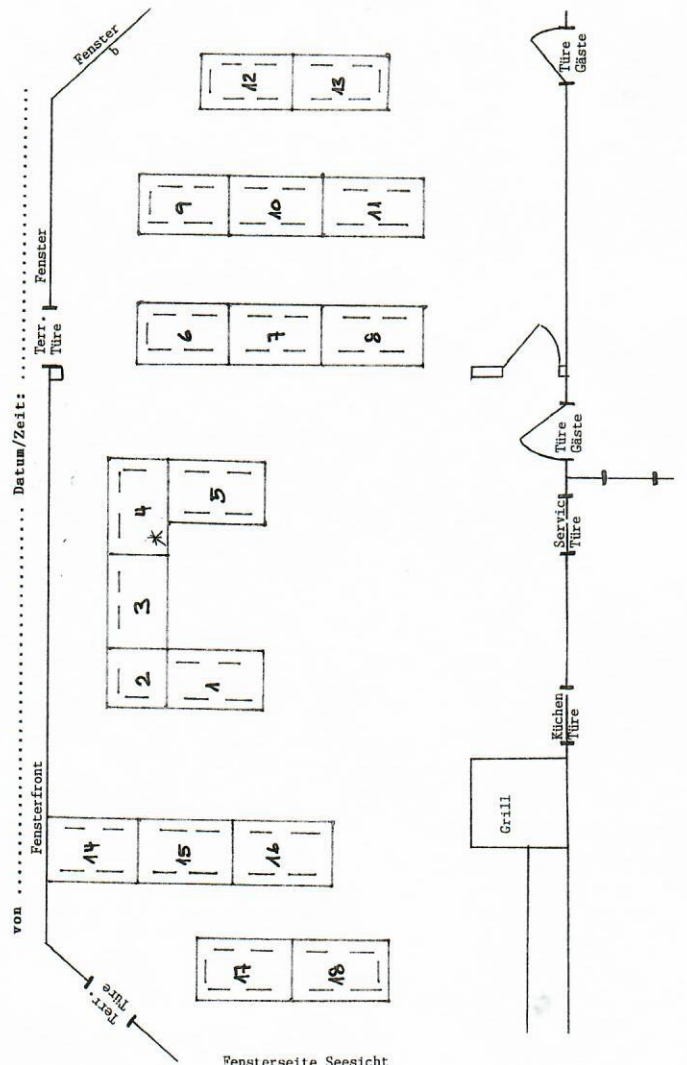 von .......................... Datum/Zeit: ..........................
Fensterfront
Terr.
Türe
Fenster
Fenster
b
Terr.
Türe
14
15
16
17
18
2
3
4
*
1
5
6
7
8
9
10
11
12
13
Grill
Küchen
Türe
Servic
Türe
Türe
Gäste
Türe
Gäste
Fensterseite Seesicht